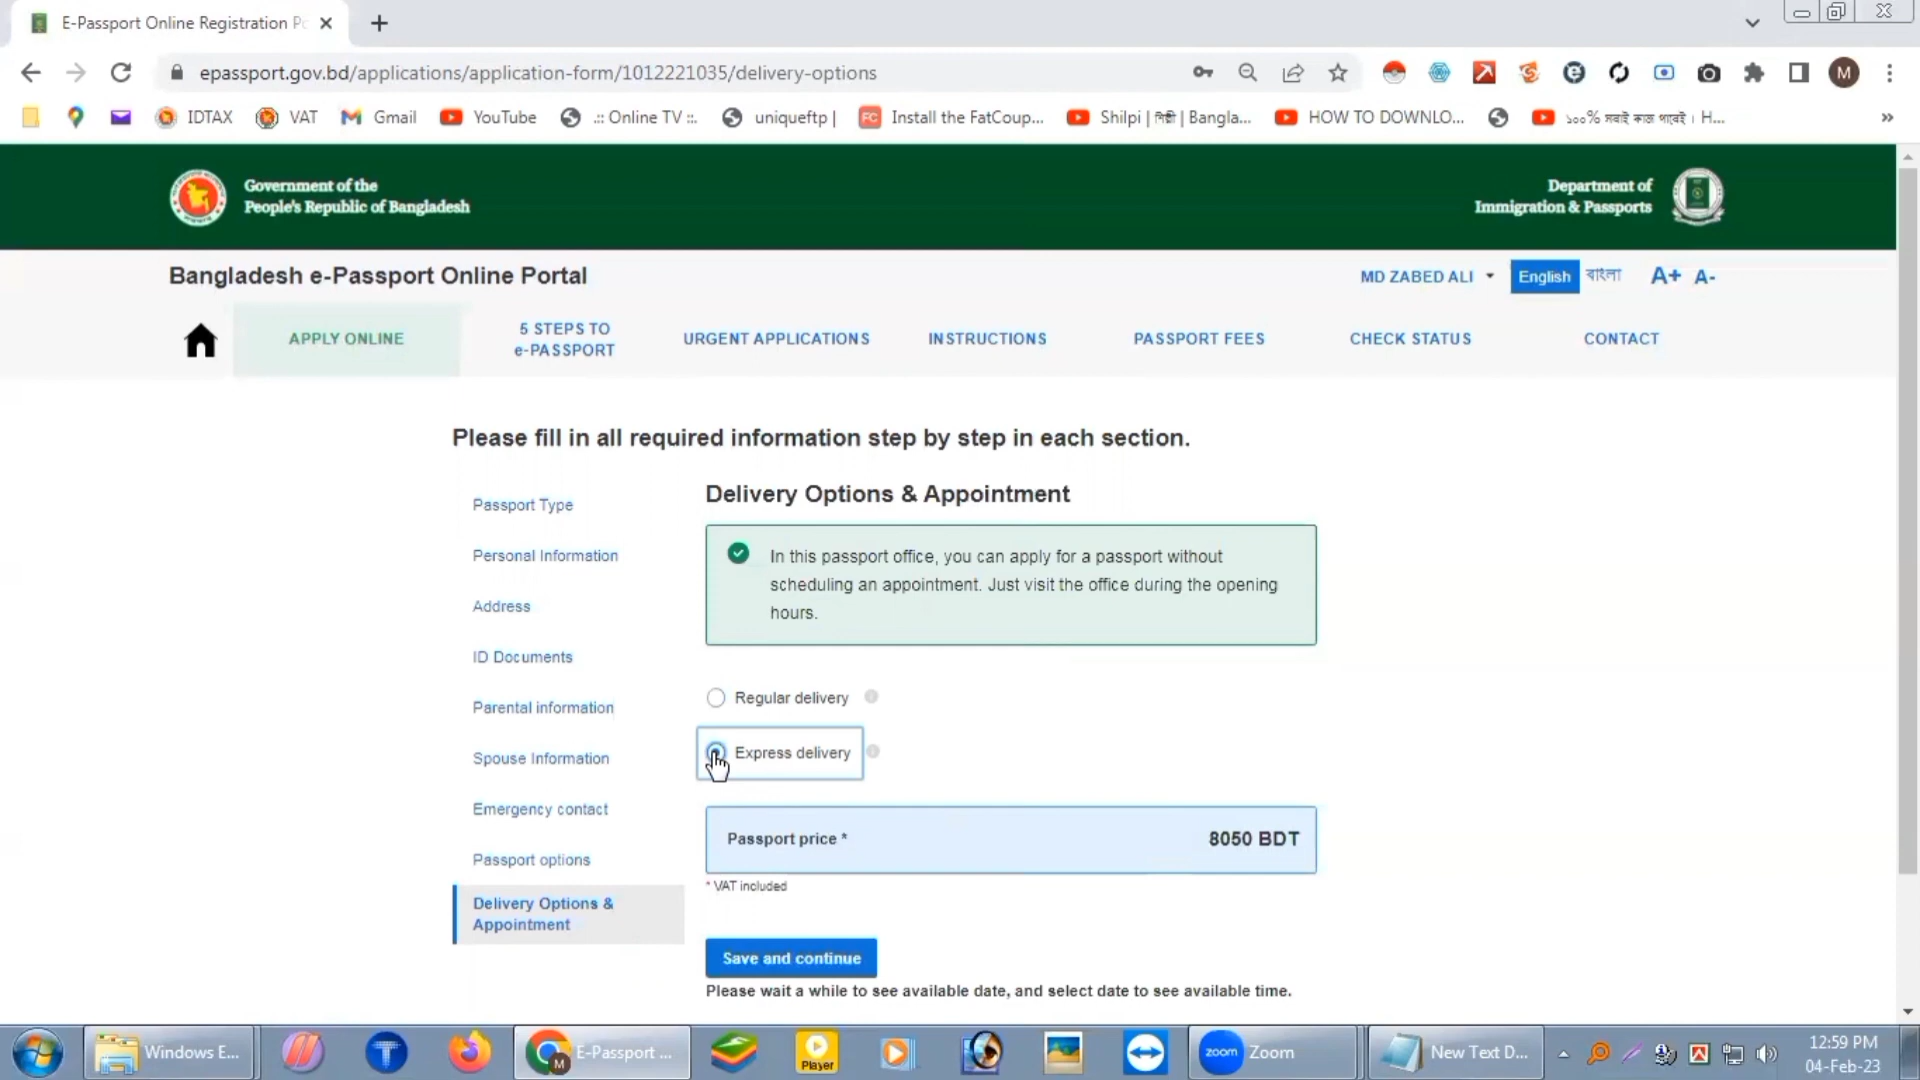 E-Passport Online Registration Po
epassport.gov.bd/applications/application-form/1012221035/delivery-options
M
IDTAX
VAT
Gmail
YouTube
.:: Online TV ::.
uniqueftp |
FC
Install the FatCoup...
Shilpi | শিল্পী | Bangla...
HOW TO DOWNLO...
১০০% সবাই কাজ পাবেই । H...
Government of the
People's Republic of Bangladesh
Department of
Immigration & Passports
Bangladesh e-Passport Online Portal
MD ZABED ALI
English
বাংলা
A+ A-
APPLY ONLINE
5 STEPS TO
e-PASSPORT
URGENT APPLICATIONS
INSTRUCTIONS
PASSPORT FEES
CHECK STATUS
CONTACT
Please fill in all required information step by step in each section.
Passport Type
Personal Information
Address
ID Documents
Parental information
Spouse Information
Emergency contact
Passport options
Delivery Options &
Appointment
Delivery Options & Appointment
In this passport office, you can apply for a passport without
scheduling an appointment. Just visit the office during the opening
hours.
Regular delivery
Express delivery
Passport price *
8050 BDT
* VAT included
Save and continue
Please wait a while to see available date, and select date to see available time.
Windows E...
T
M
E-Passport ...
Player
zoom
Zoom
New Text D...
12:59 PM
04-Feb-23